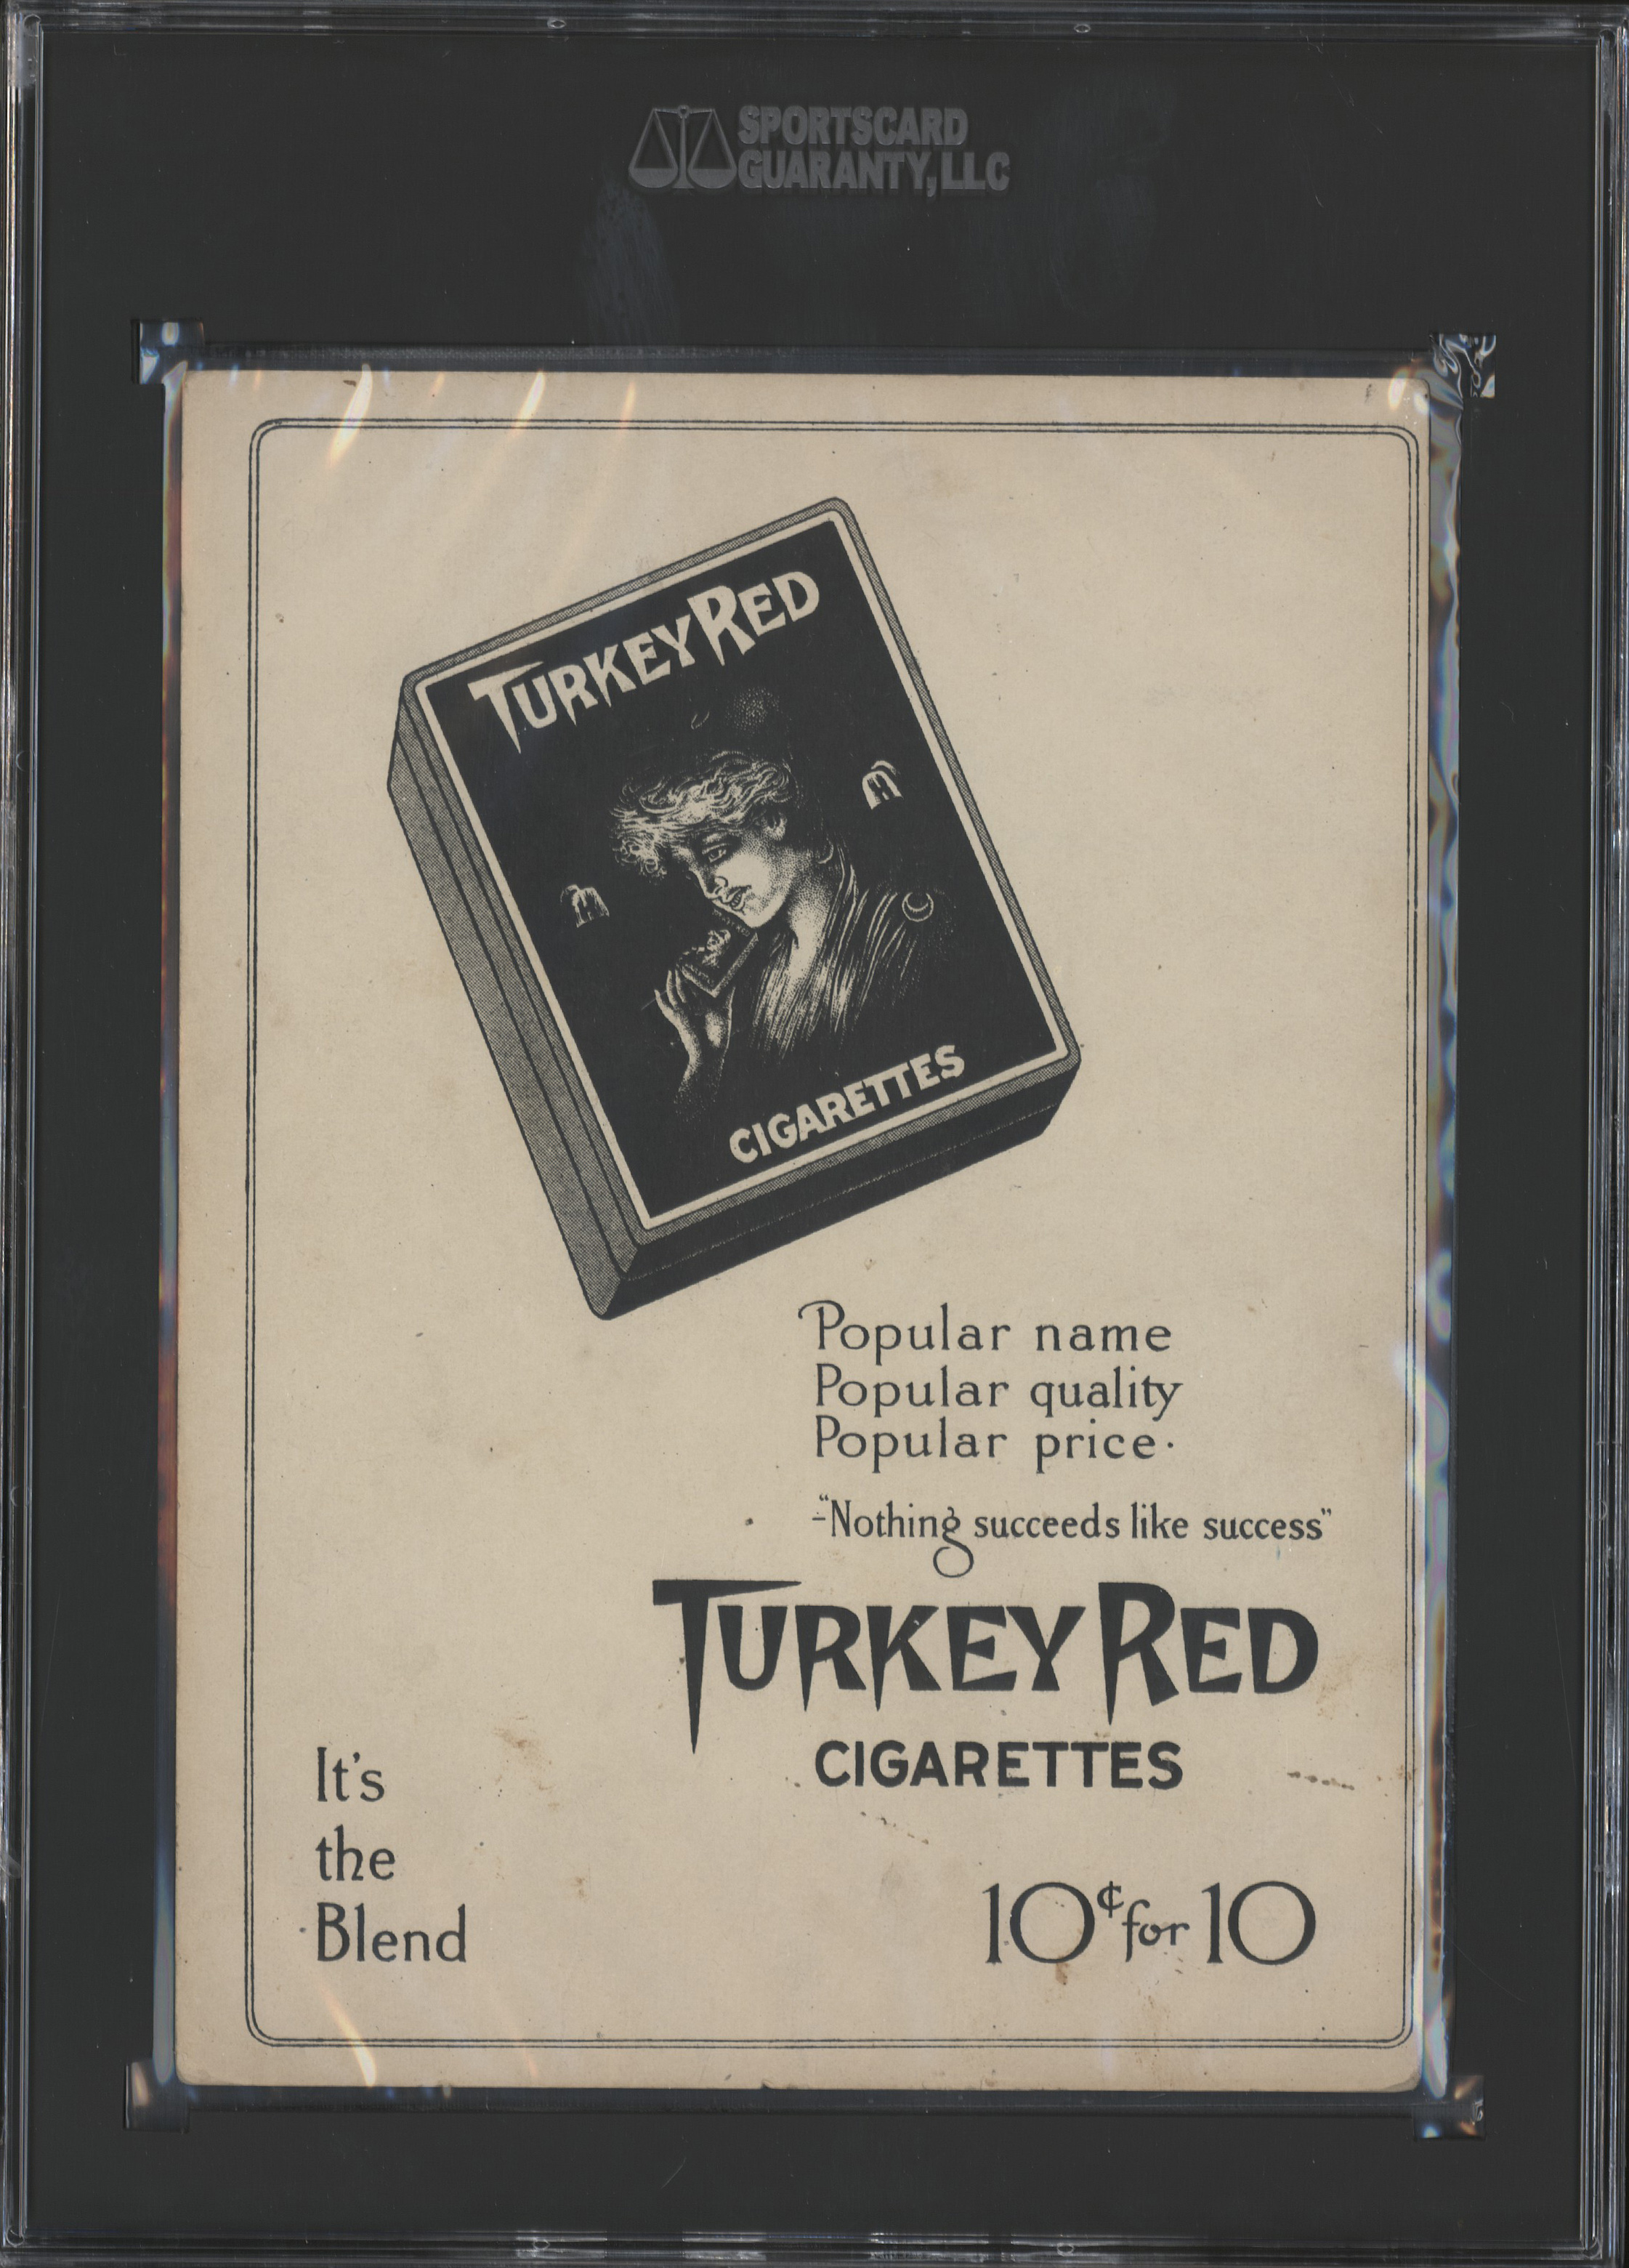 SPORTSCARD
GUARANTY, LLC
TURKEY RED
CIGARETTES
Popular name
Popular quality
Popular price.
-"Nothing succeeds like success"
TURKEY RED
CIGARETTES
It's
the
Blend
10¢ for 10